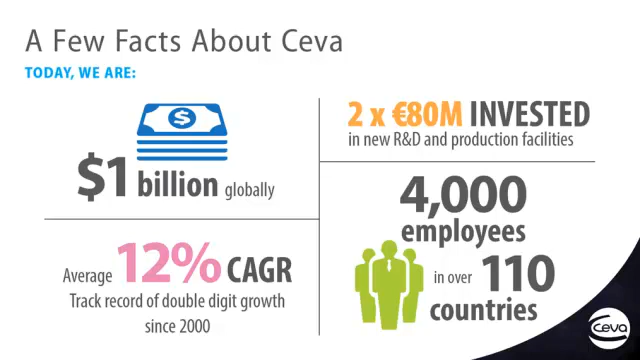 A Few Facts About Ceva
TODAY, WE ARE:
$
$1 billion globally
Average 12% CAGR
Track record of double digit growth
since 2000
2 x €80M INVESTED
in new R&D and production facilities
4,000
employees
in over 110
countries
ceva